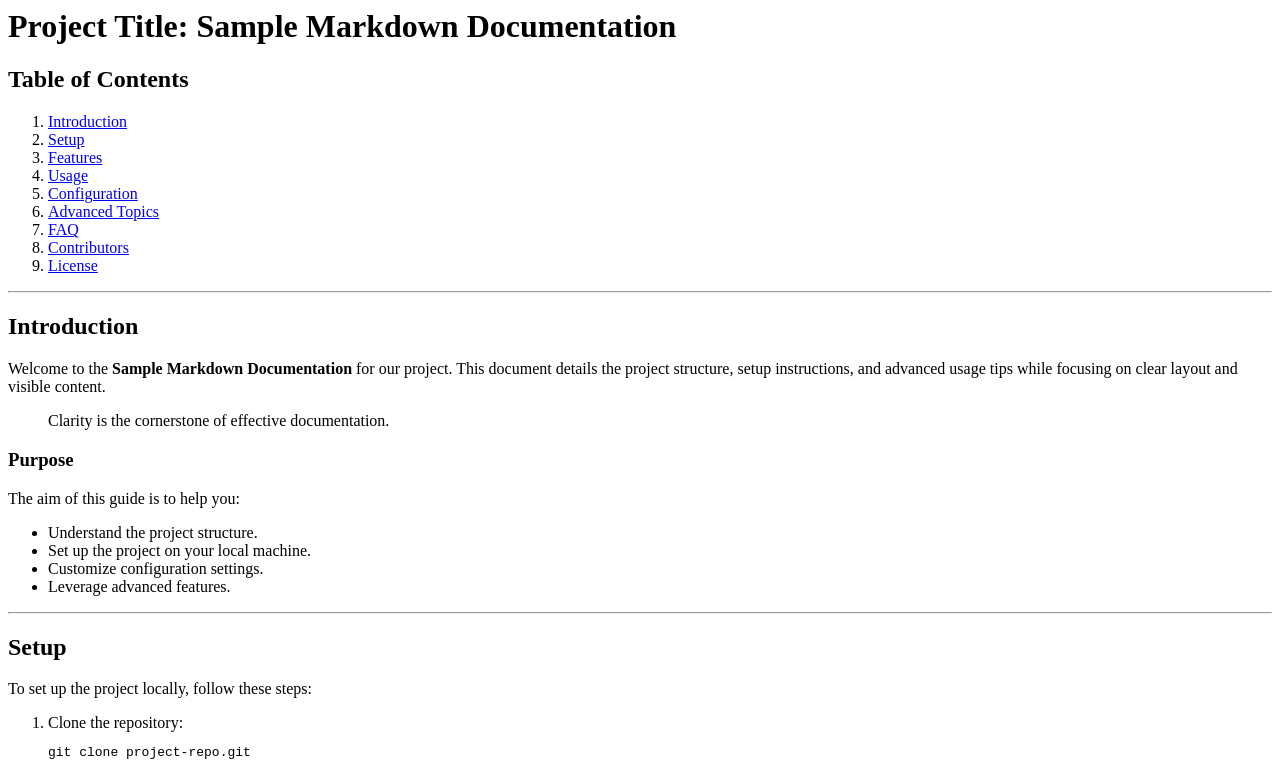 Project Title: Sample Markdown Documentation
Table of Contents
1. Introduction
2. Setup
3. Features
4. Usage
5. Configuration
6. Advanced Topics
7. FAQ
8. Contributors
9. License
Introduction
Welcome to the Sample Markdown Documentation for our project. This document details the project structure, setup instructions, and advanced usage tips while focusing on clear layout and
visible content.
Clarity is the cornerstone of effective documentation.
Purpose
The aim of this guide is to help you:
• Understand the project structure.
• Set up the project on your local machine.
• Customize configuration settings.
• Leverage advanced features.
Setup
To set up the project locally, follow these steps:
1. Clone the repository:
git clone project-repo.git